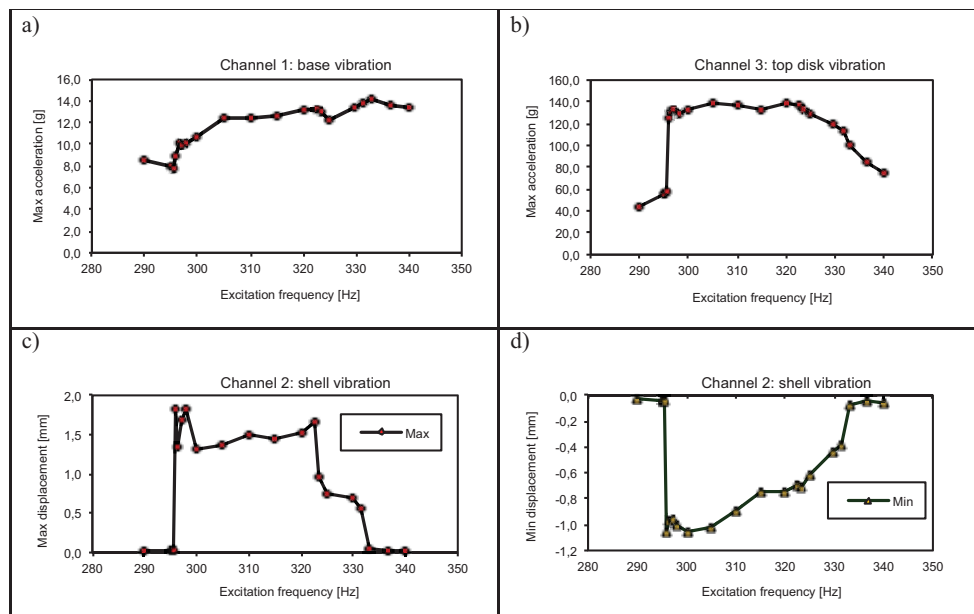 a)
Channel 1: base vibration
16,0
14,0
12,0
10,0
8,0
6,0
4,0
2,0
0,0
Max acceleration [g]
280 290 300 310 320 330 340 350
Excitation frequency [Hz]
b)
Channel 3: top disk vibration
160,0
140,0
120,0
100,0
80,0
60,0
40,0
20,0
0,0
Max acceleration [g]
280 290 300 310 320 330 340 350
Excitation frequency [Hz]
c)
Channel 2: shell vibration
2,0
1,5
1,0
0,5
0,0
Max displacement [mm]
Max
280 290 300 310 320 330 340 350
Excitation frequency [Hz]
d)
Channel 2: shell vibration
0,0
-0,2
-0,4
-0,6
-0,8
-1,0
-1,2
Min displacement [mm]
Min
280 290 300 310 320 330 340 350
Excitation frequency [Hz]